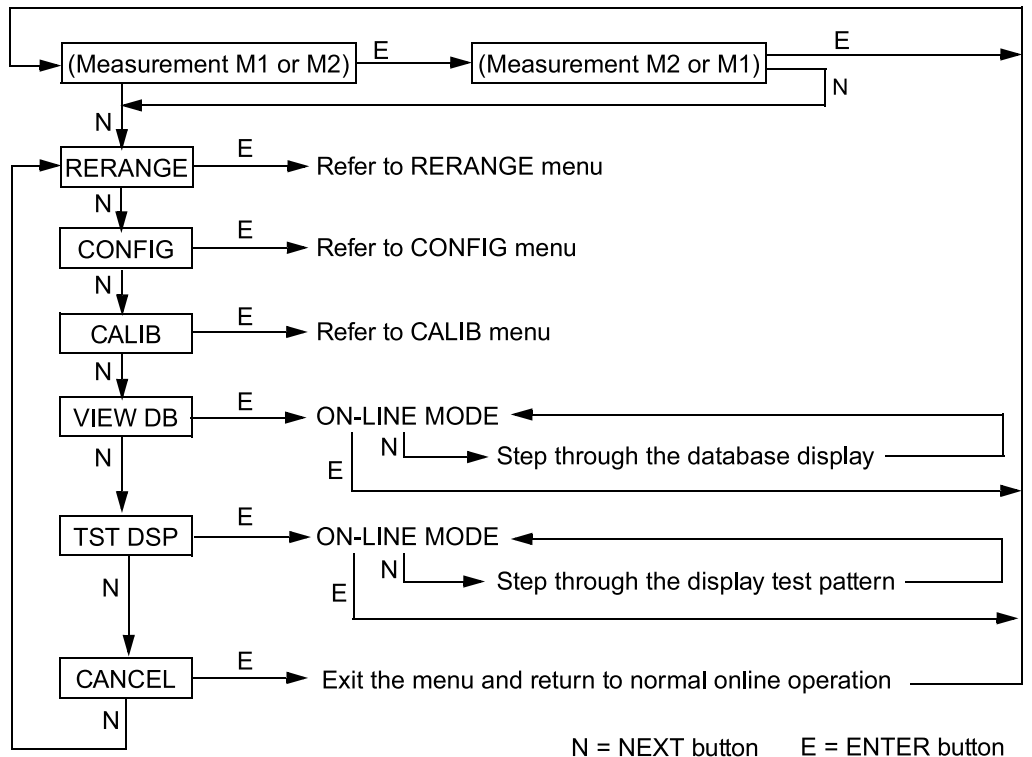 (Measurement M1 or M2)
E
(Measurement M2 or M1)
E
N
N
RERANGE
E
Refer to RERANGE menu
N
CONFIG
E
Refer to CONFIG menu
N
CALIB
E
Refer to CALIB menu
N
VIEW DB
E
ON-LINE MODE
N
Step through the database display
E
N
TST DSP
E
ON-LINE MODE
N
Step through the display test pattern
E
N
CANCEL
E
Exit the menu and return to normal online operation
N
N = NEXT button
E = ENTER button